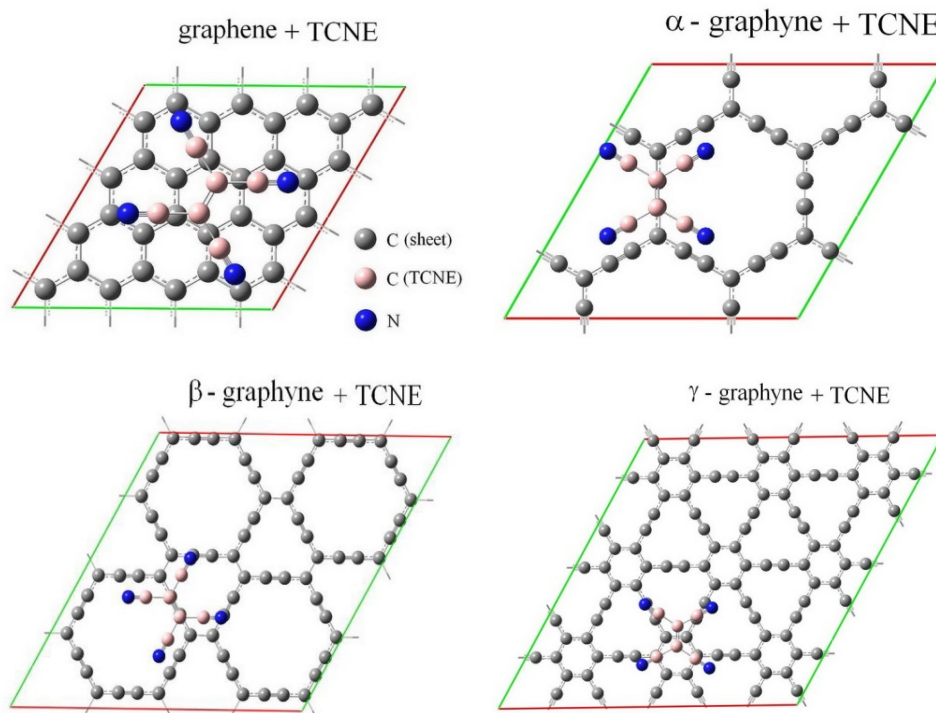 graphene + TCNE
α - graphyne + TCNE
C (sheet)
C (TCNE)
N
β - graphyne + TCNE
γ - graphyne + TCNE